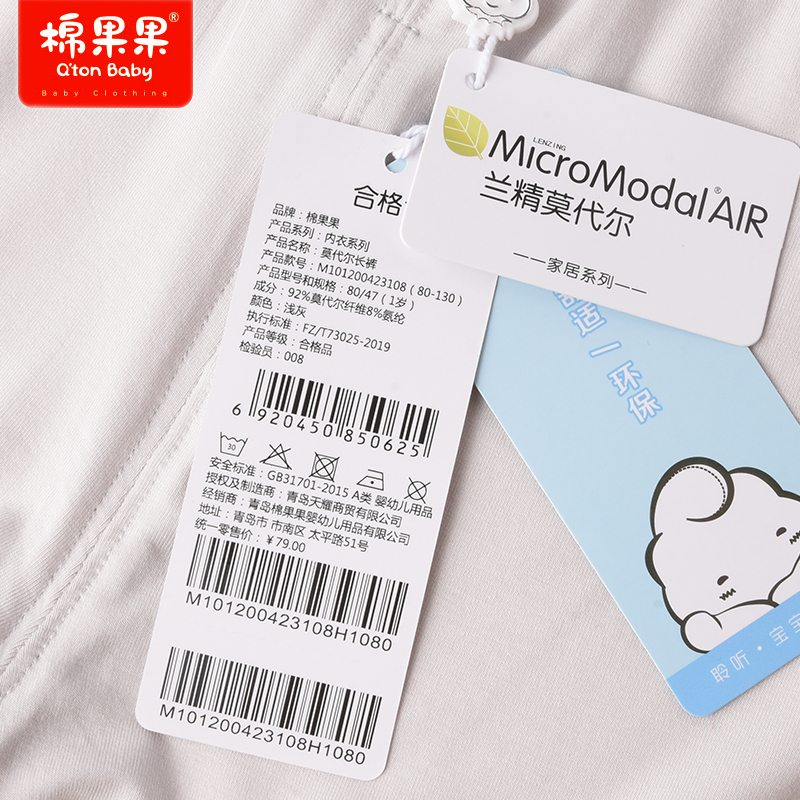 棉果果®
Q'ton Baby
Baby Clothing
LENZING
MicroModal®AIR
兰精莫代尔
——家居系列——
合格
品牌：棉果果
产品系列：内衣系列
产品名称：莫代尔长裤
产品款号：M101200423108（80-130）
产品型号和规格：80/47（1岁）
成分：92%莫代尔纤维8%氨纶
颜色：浅灰
执行标准：FZ/T73025-2019
产品等级：合格品
检验员：008
6 920450 850625
30
安全标准：GB31701-2015 A类 婴幼儿用品
授权及制造商：青岛天耀商贸有限公司
经销商：青岛棉果果婴幼儿用品有限公司
地址：青岛市 市南区 太平路51号
统一零售价：￥79.00
M101200423108H1080
M101200423108H1080
适一环保
聆听·宝宝